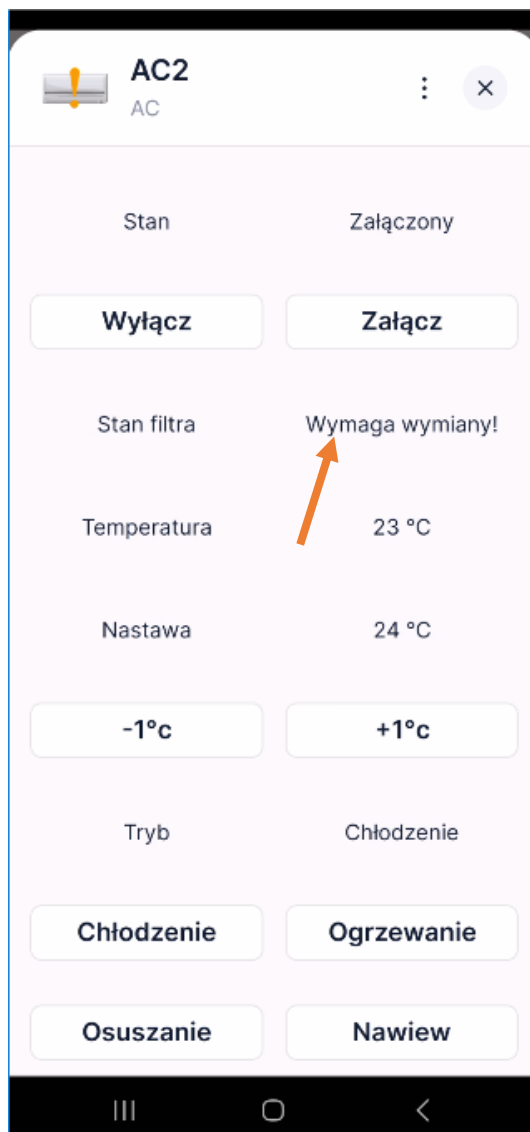 AC2
AC
Stan Załączony
Wyłącz Załącz
Stan filtra Wymaga wymiany!
Temperatura 23 °C
Nastawa 24 °C
-1°c +1°c
Tryb Chłodzenie
Chłodzenie Ogrzewanie
Osuszanie Nawiew